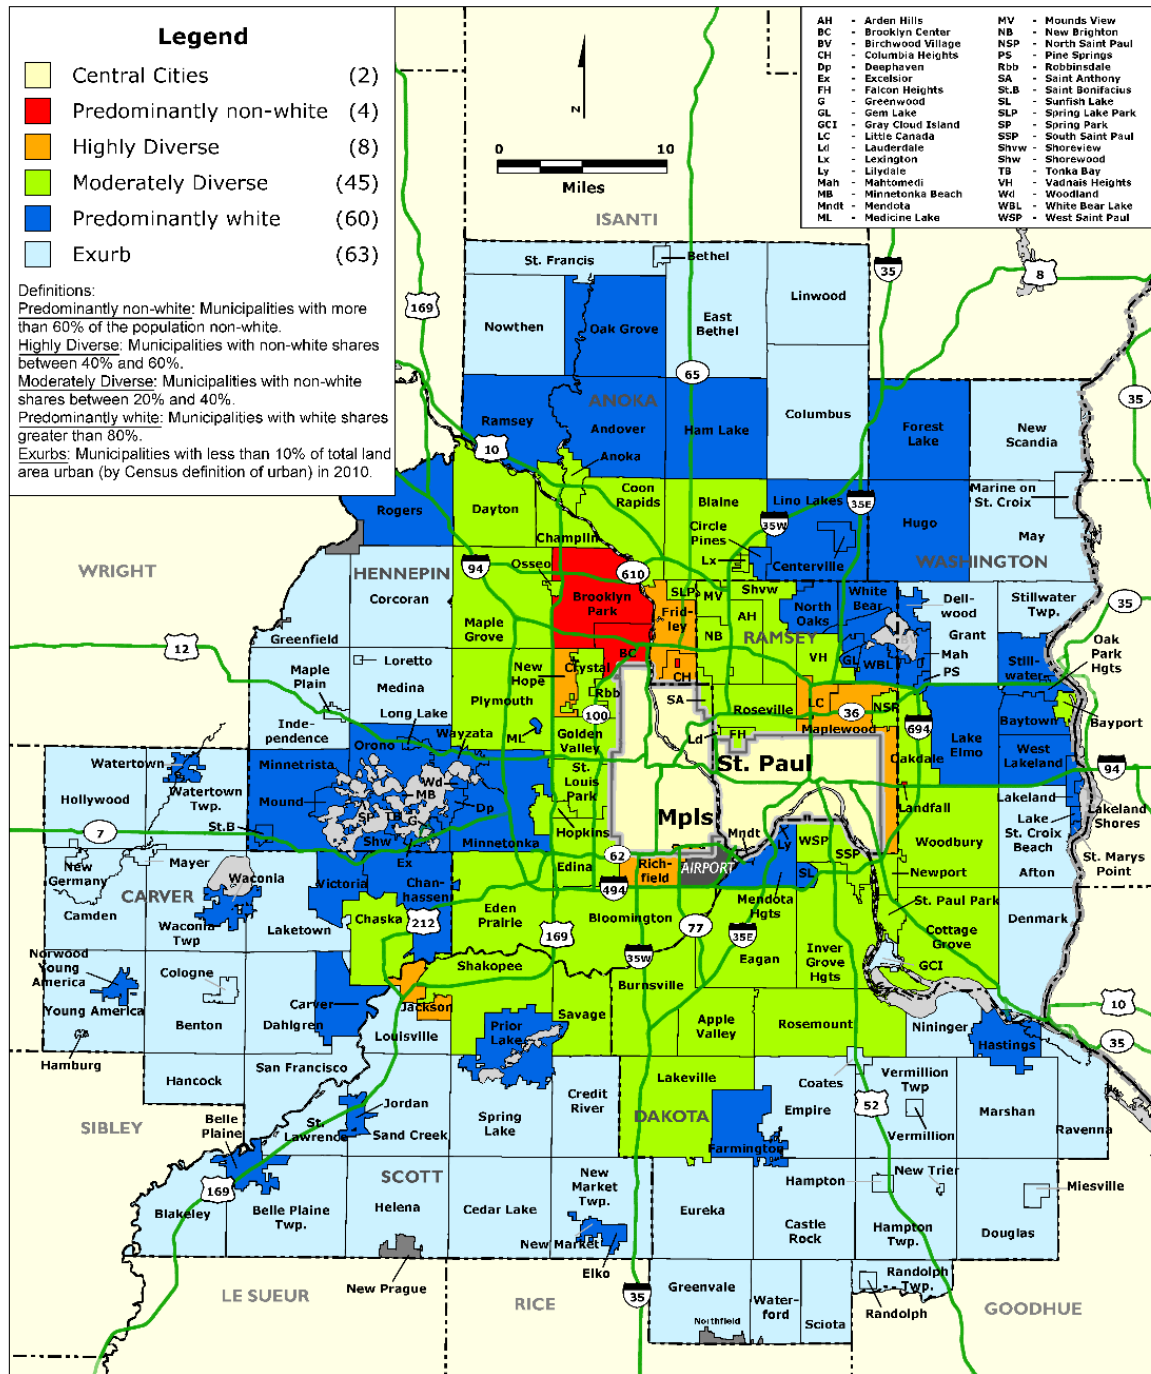 Legend
Central Cities (2)
Predominantly non-white (4)
Highly Diverse (8)
Moderately Diverse (45)
Predominantly white (60)
Exurb (63)
Definitions:
Predominantly non-white: Municipalities with more
than 60% of the population non-white.
Highly Diverse: Municipalities with non-white shares
between 40% and 60%.
Moderately Diverse: Municipalities with non-white
shares between 20% and 40%.
Predominantly white: Municipalities with white shares
greater than 80%.
Exurbs: Municipalities with less than 10% of total land
area urban (by Census definition of urban) in 2010.
N
0 10
Miles
AH - Arden Hills
BC - Brooklyn Center
BV - Birchwood Village
CH - Columbia Heights
Dp - Deephaven
Ex - Excelsior
FH - Falcon Heights
G - Greenwood
GL - Gem Lake
GCI - Gray Cloud Island
LC - Little Canada
Ld - Lauderdale
Lx - Lexington
Ly - Lilydale
Mah - Mahtomedi
MB - Minnetonka Beach
Mndt - Mendota
ML - Medicine Lake
MV - Mounds View
NB - New Brighton
NSP - North Saint Paul
PS - Pine Springs
Rbb - Robbinsdale
SA - Saint Anthony
St.B - Saint Bonifacius
SL - Sunfish Lake
SLP - Spring Lake Park
SP - Spring Park
SSP - South Saint Paul
Shvw - Shoreview
Shw - Shorewood
TB - Tonka Bay
VH - Vadnais Heights
Wd - Woodland
WBL - White Bear Lake
WSP - West Saint Paul
ISANTI
St. Francis
Bethel
35
8
169
Linwood
Nowthen
Oak Grove
East
Bethel
65
35
ANOKA
Ramsey
Andover
Ham Lake
Columbus
Forest
Lake
New
Scandia
10
Anoka
Rogers
Dayton
Coon
Rapids
Blaine
Lino Lakes
35E
Marine on
St. Croix
Hugo
Champlin
Circle
Pines
35W
May
WRIGHT
HENNEPIN
94
Osseo
610
Lx
Centerville
WASHINGTON
Corcoran
Brooklyn
Park
SLP
MV
Shvw
White
Bear
Dell-
wood
Stillwater
Twp.
35
Maple
Grove
Frid-
ley
NB
AH
North
Oaks
RAMSEY
Grant
Greenfield
12
Loretto
Maple
Plain
Medina
New
Hope
Crystal
BC
CH
VH
GL
WBL
Mah
PS
Still-
water
Oak
Park
Hgts
Plymouth
Rbb
SA
LC
Long Lake
100
Roseville
36
NSP
Baytown
Bayport
Inde-
pendence
ML
Golden
Valley
Ld
FH
Maplewood
694
Lake
Elmo
Orono
Wayzata
Watertown
Minnetrista
St. Paul
Oakdale
West
Lakeland
94
Hollywood
Watertown
Twp.
Mound
Wd
MB
Dp
St.
Louis
Park
Landfall
Lakeland
Lakeland
Shores
SP
TB
G
Mpls
Lake
St. Croix
Beach
7
St.B
Shw
Ex
Minnetonka
Hopkins
Mndt
Ly
WSP
SSP
Woodbury
St. Marys
Point
New
Germany
Mayer
Waconia
Victoria
Chan-
hassen
Edina
62
494
Rich-
field
AIRPORT
SL
Newport
Afton
CARVER
Camden
Waconia
Twp
Laketown
Chaska
212
Eden
Prairie
Bloomington
Mendota
Hgts
St. Paul Park
Denmark
169
35W
77
35E
Cottage
Grove
Norwood
Young
America
Cologne
Shakopee
Burnsville
Eagan
Inver
Grove
Hgts
GCI
Young America
Benton
Dahlgren
Carver
Jackson
Louisville
Prior
Lake
Savage
Apple
Valley
Rosemount
Nininger
10
35
Hamburg
Hastings
Hancock
San Francisco
Lakeville
Coates
Vermillion
Twp
SIBLEY
Jordan
Credit
River
DAKOTA
Empire
52
Marshan
Belle
Plaine
St.
Lawrence
Sand Creek
Spring
Lake
Vermillion
Ravenna
Farmington
169
SCOTT
New
Market
Twp.
Hampton
New Trier
Miesville
Blakeley
Belle Plaine
Twp.
Helena
Cedar Lake
Eureka
Castle
Rock
Hampton
Twp.
Douglas
New Market
Elko
New Prague
LE SUEUR
RICE
35
Greenvale
Water-
ford
Sciota
Northfield
Randolph
Twp.
Randolph
GOODHUE